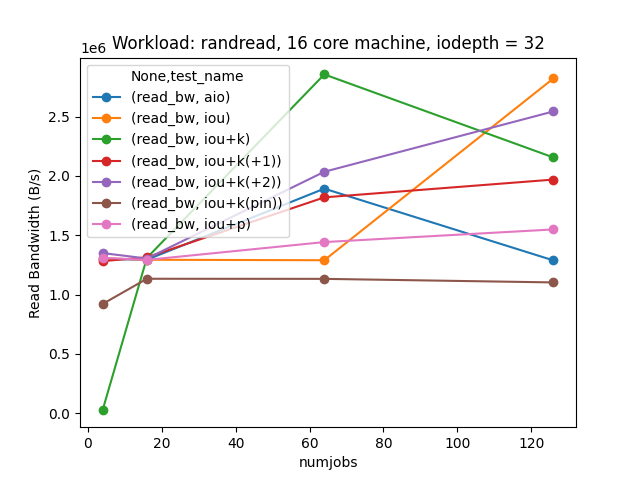 Workload: randread, 16 core machine, iodepth = 32
1e6
None,test_name
(read_bw, aio)
(read_bw, iou)
(read_bw, iou+k)
(read_bw, iou+k(+1))
(read_bw, iou+k(+2))
(read_bw, iou+k(pin))
(read_bw, iou+p)
Read Bandwidth (B/s)
2.5
2.0
1.5
1.0
0.5
0.0
0 20 40 60 80 100 120
numjobs